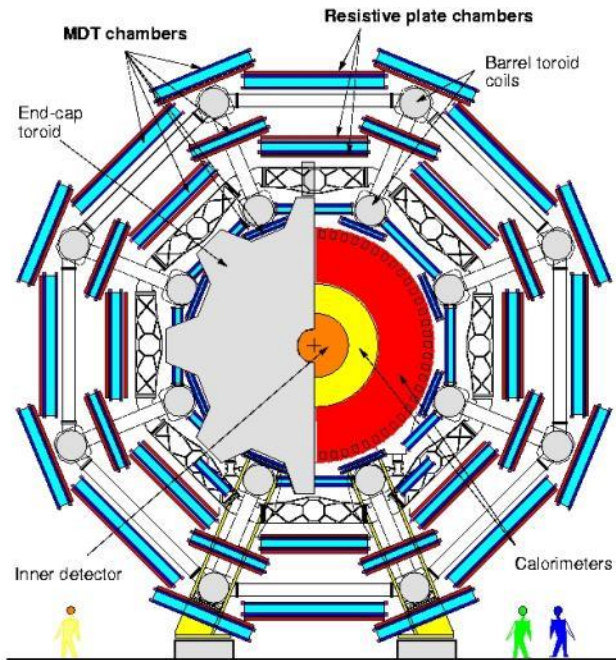 Resistive plate chambers
MDT chambers
Barrel toroid
coils
End-cap
toroid
Inner detector
Calorimeters